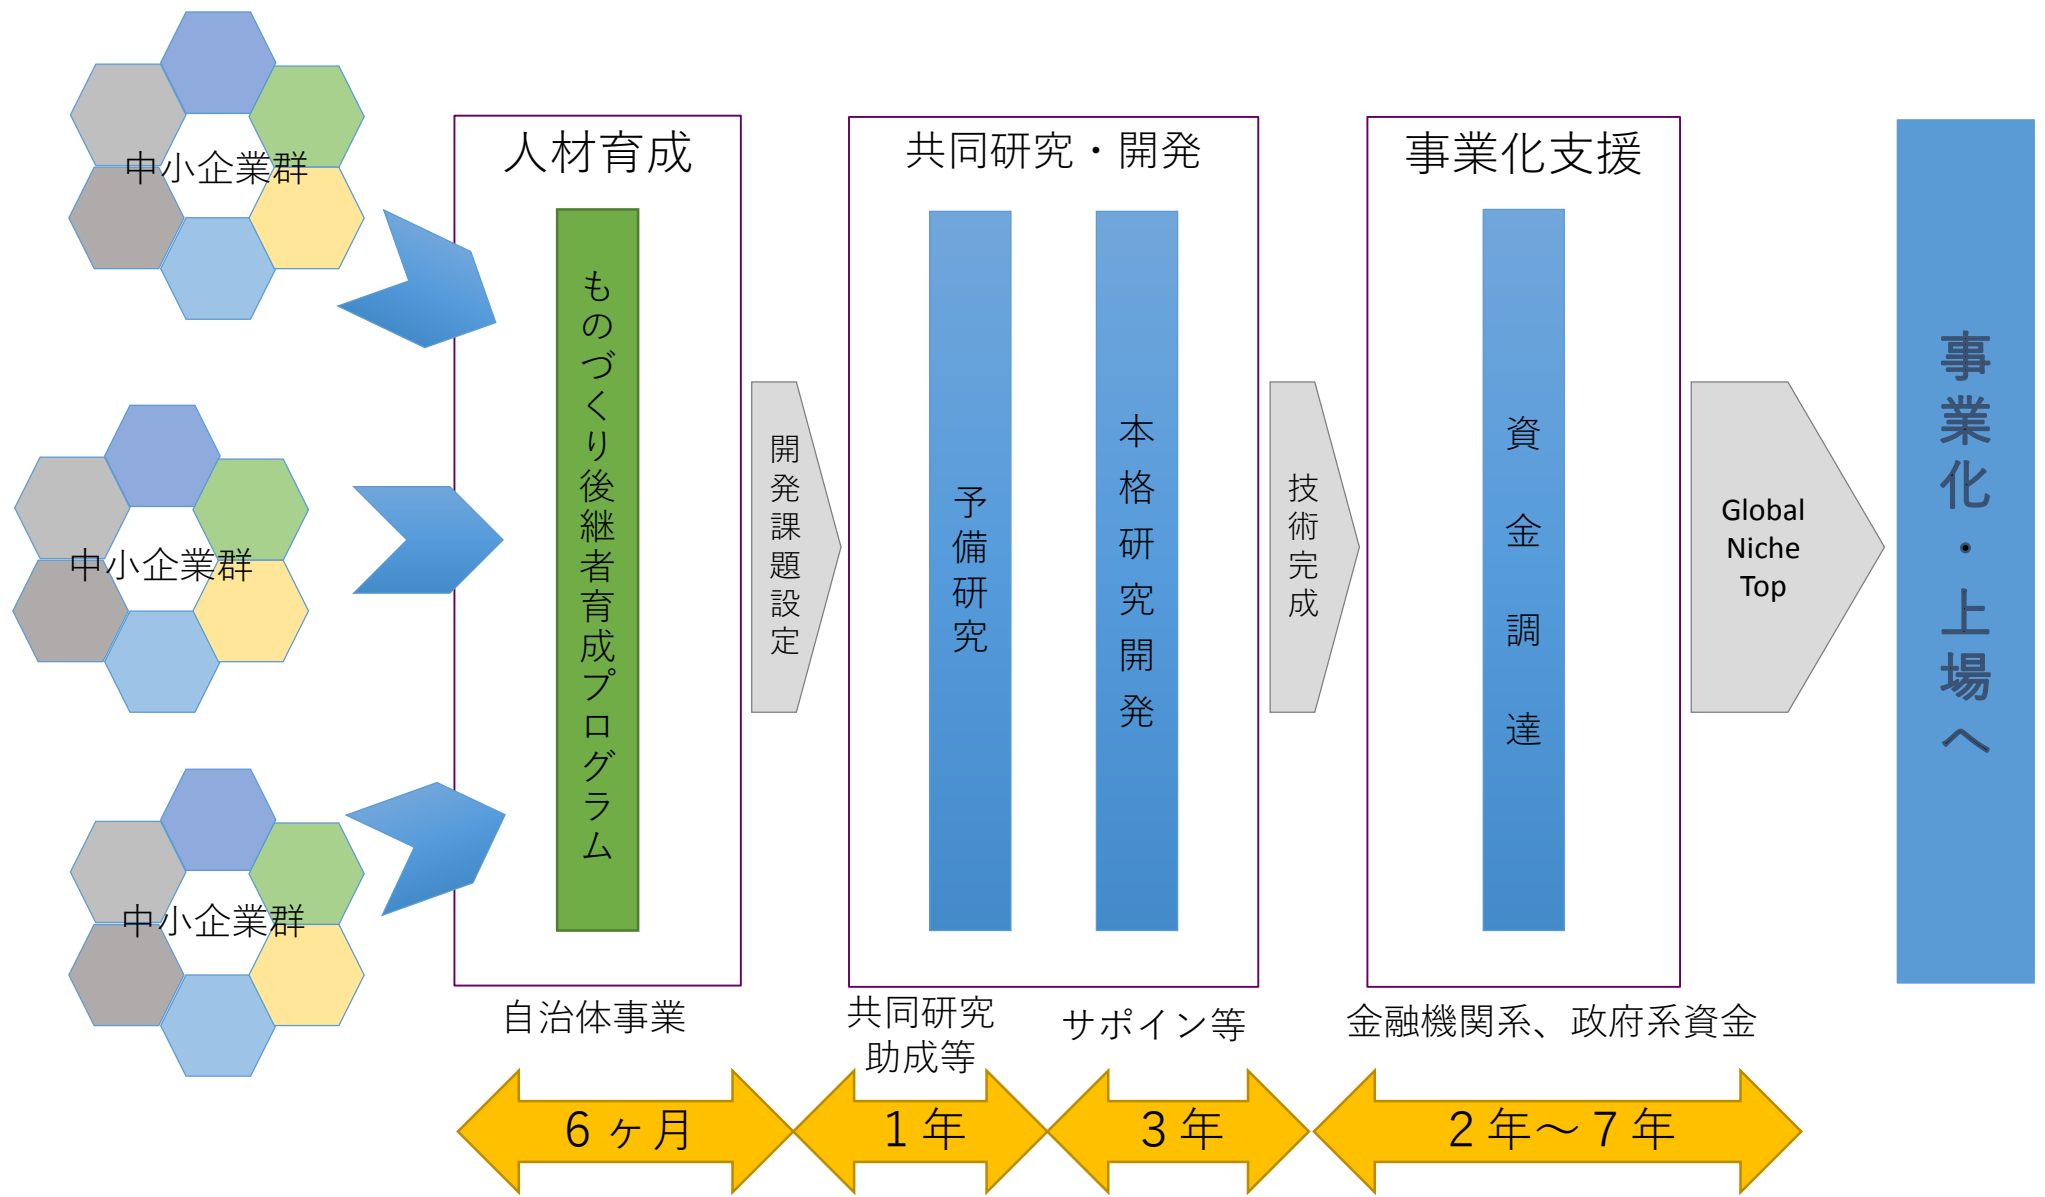 中小企業群
中小企業群
中小企業群
人材育成
ものづくり後継者育成プログラム
自治体事業
6ヶ月
開発課題設定
共同研究・開発
予備研究
本格研究開発
共同研究
助成等
サポイン等
1年
3年
技術完成
事業化支援
資金調達
金融機関系、政府系資金
2年～7年
Global
Niche
Top
事業化・上場へ